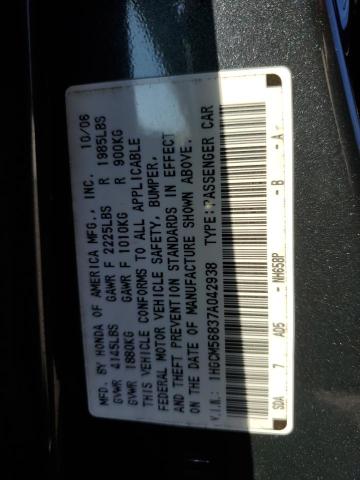 MFD. BY HONDA OF AMERICA MFG., INC. 10/06
GVWR 4145LBS GAWR F 2225LBS R 1985LBS
GVWR 1880KG GAWR F 1010KG R 900KG
THIS VEHICLE CONFORMS TO ALL APPLICABLE
FEDERAL MOTOR VEHICLE SAFETY, BUMPER,
AND THEFT PREVENTION STANDARDS IN EFFECT
ON THE DATE OF MANUFACTURE SHOWN ABOVE.
V.I.N.: 1HGCM56837A042938 TYPE: PASSENGER CAR
SDA 7 A05 - NH658P - B - A